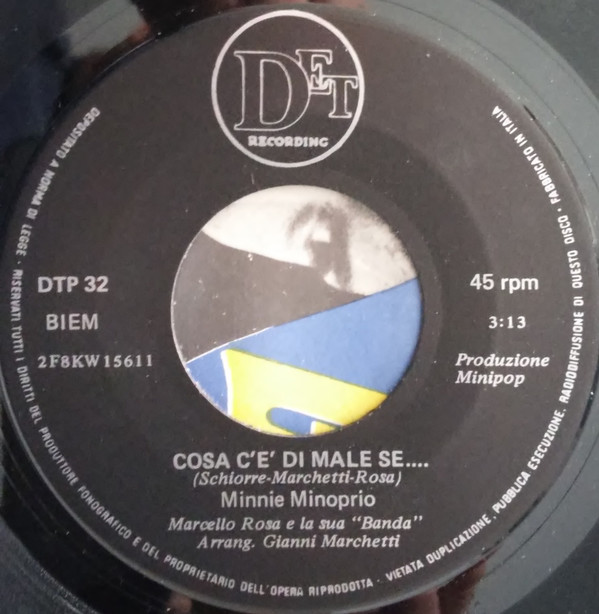 DET
RECORDING
DTP 32
BIEM
2F8KW15611
45 rpm
3:13
Produzione
Minipop
COSA C'E' DI MALE SE....
(Schiorre-Marchetti-Rosa)
Minnie Minoprio
Marcello Rosa e la sua "Banda"
Arrang. Gianni Marchetti
DEPOSITATO A NORMA DI LEGGE · RISERVATI TUTTI I DIRITTI DEL PRODUTTORE FONOGRAFICO E DEL PROPRIETARIO DELL'OPERA RIPRODOTTA · VIETATA DUPLICAZIONE, PUBBLICA ESECUZIONE, RADIODIFFUSIONE DI QUESTO DISCO · FABBRICATO IN ITALIA